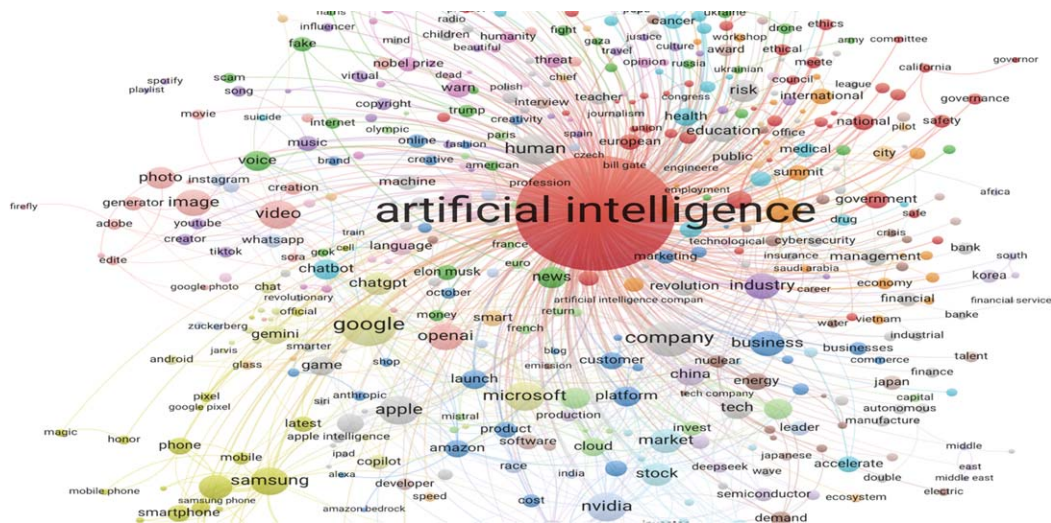 harris
papa
ukraine
radio
project
cancer
influencer
children
humanity
fight
drone
ethics
fake
mind
beautiful
gaza
justice
workshop
army
committee
travel
culture
award
ethical
nobel prize
threat
opinion
russia
meete
california
governor
spotify
scam
virtual
dead
chief
ukrainian
council
league
playlist
song
warn
polish
congress
risk
international
governance
copyright
interview
teacher
movie
suicide
internet
trump
creativity
journalism
health
national
pilot
safety
olympic
paris
spain
union
education
office
music
online
fashion
human
european
medical
city
voice
brand
creative
american
czech
bill gate
engineere
public
summit
photo
instagram
creation
machine
profession
employment
africa
firefly
generator
image
video
artificial intelligence
government
adobe
youtube
train
drug
safe
creator
whatsapp
language
france
technological
cybersecurity
crisis
edite
tiktok
sora
grok
cell
euro
marketing
insurance
management
bank
south
chatbot
elon musk
news
saudi arabia
google photo
chat
chatgpt
october
revolution
industry
career
economy
korea
revolutionary
artificial intelligence compan
financial
financial service
official
money
return
zuckerberg
gemini
google
smart
french
water
vietnam
banke
openai
company
business
industrial
android
jarvis
smarter
blog
businesses
glass
shop
customer
nuclear
commerce
talent
game
emission
china
finance
launch
energy
japan
pixel
siri
anthropic
microsoft
platform
tech company
capital
google pixel
apple
tech
autonomous
latest
mistral
production
manufacture
magic
honor
apple intelligence
product
invest
leader
phone
amazon
software
cloud
market
middle
mobile
ipad
copilot
race
japanese
accelerate
east
alexa
india
stock
deepseek
wave
double
samsung
developer
electric
mobile phone
speed
semiconductor
ecosystem
samsung phone
cost
smartphone
amazon bedrock
nvidia
demand